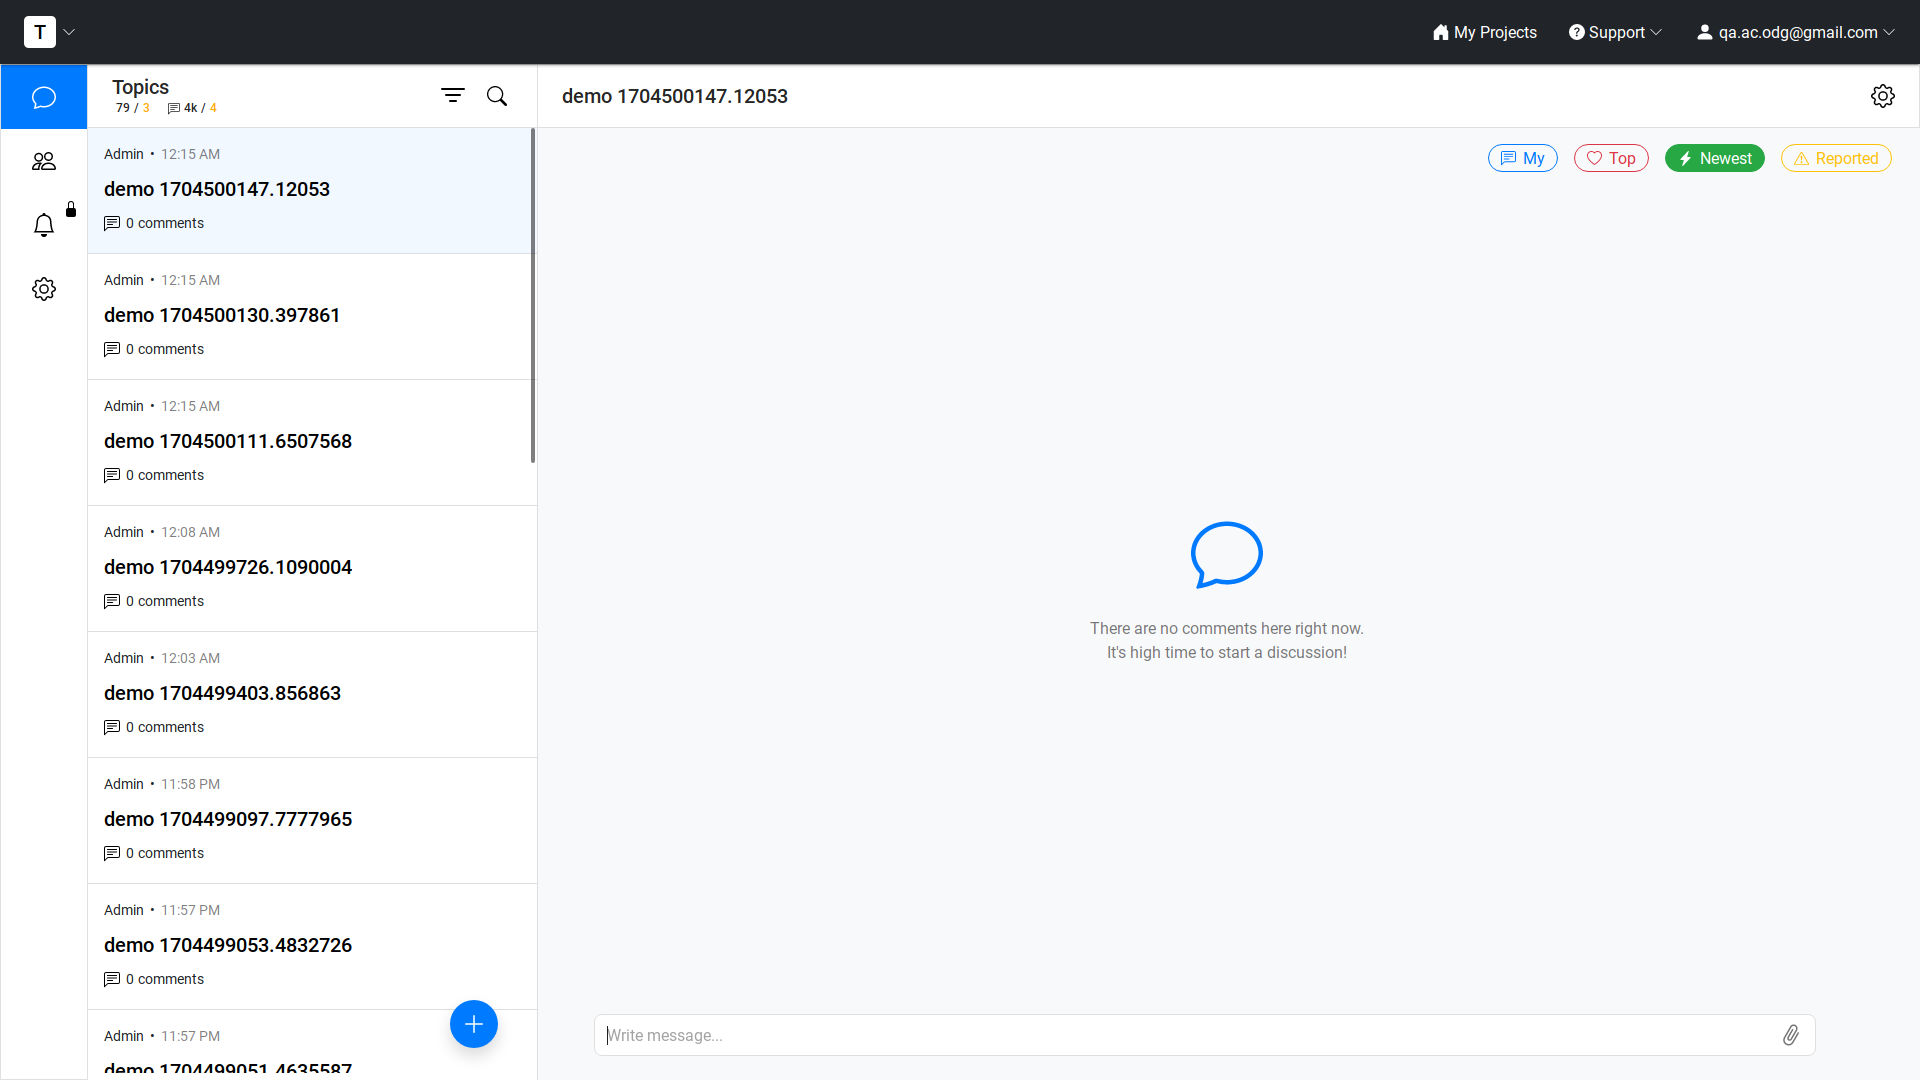 T
My Projects
Support
qa.ac.odg@gmail.com
Topics
79 / 3 4k / 4
demo 1704500147.12053
Admin • 12:15 AM
demo 1704500147.12053
0 comments
Admin • 12:15 AM
demo 1704500130.397861
0 comments
Admin • 12:15 AM
demo 1704500111.6507568
0 comments
Admin • 12:08 AM
demo 1704499726.1090004
0 comments
Admin • 12:03 AM
demo 1704499403.856863
0 comments
Admin • 11:58 PM
demo 1704499097.7777965
0 comments
Admin • 11:57 PM
demo 1704499053.4832726
0 comments
Admin • 11:57 PM
demo 1704499051.4635587
My
Top
Newest
Reported
There are no comments here right now.
It's high time to start a discussion!
Write message...